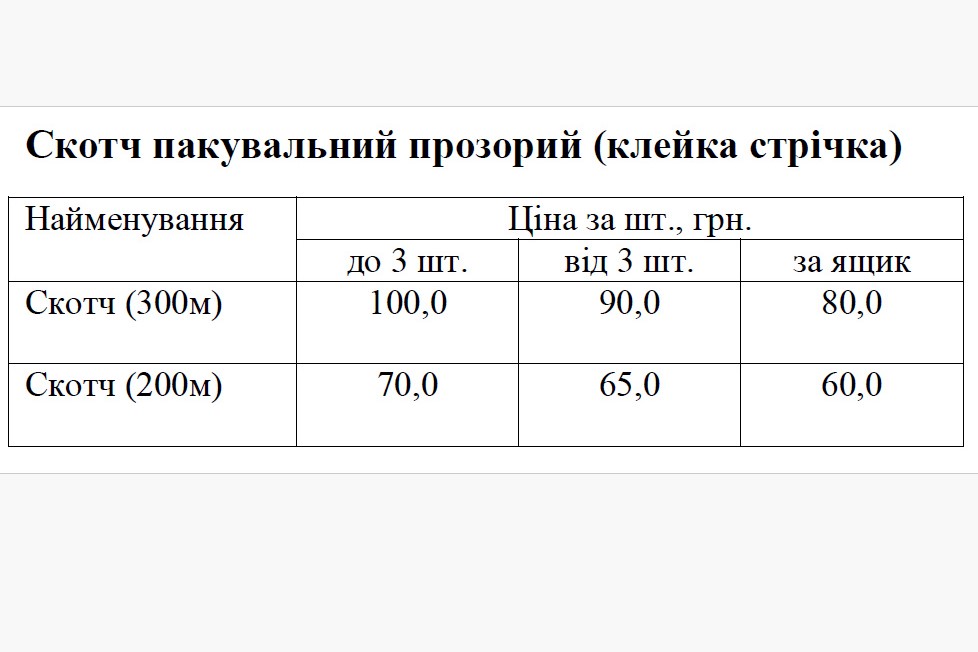 Скотч пакувальний прозорий (клейка стрічка)
Найменування Ціна за шт., грн.
до 3 шт. від 3 шт. за ящик
Скотч (300м) 100,0 90,0 80,0
Скотч (200м) 70,0 65,0 60,0